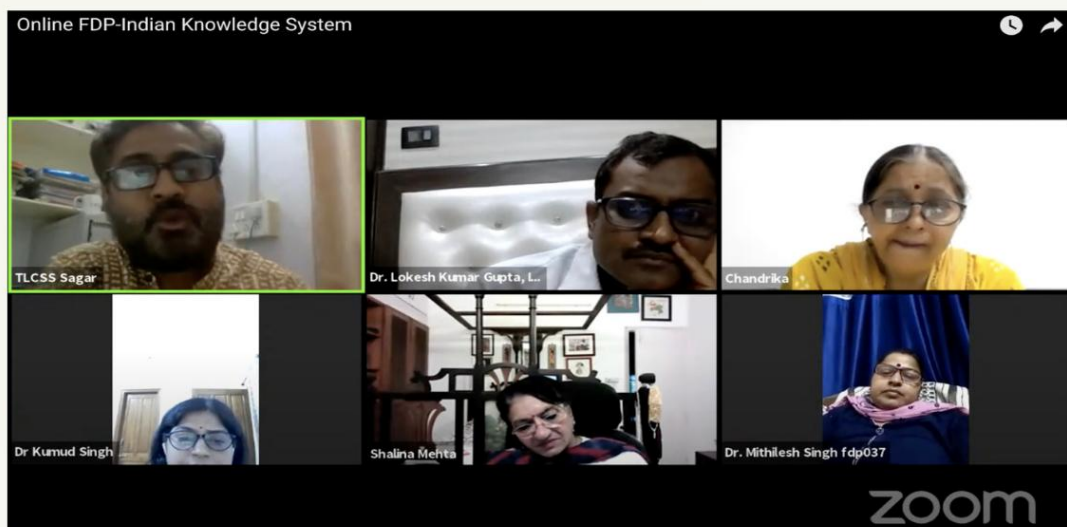 Online FDP-Indian Knowledge System
TLCSS Sagar
Dr. Lokesh Kumar Gupta, L...
Chandrika
Dr Kumud Singh
Shalina Mehta
Dr. Mithilesh Singh fdp037
zoom